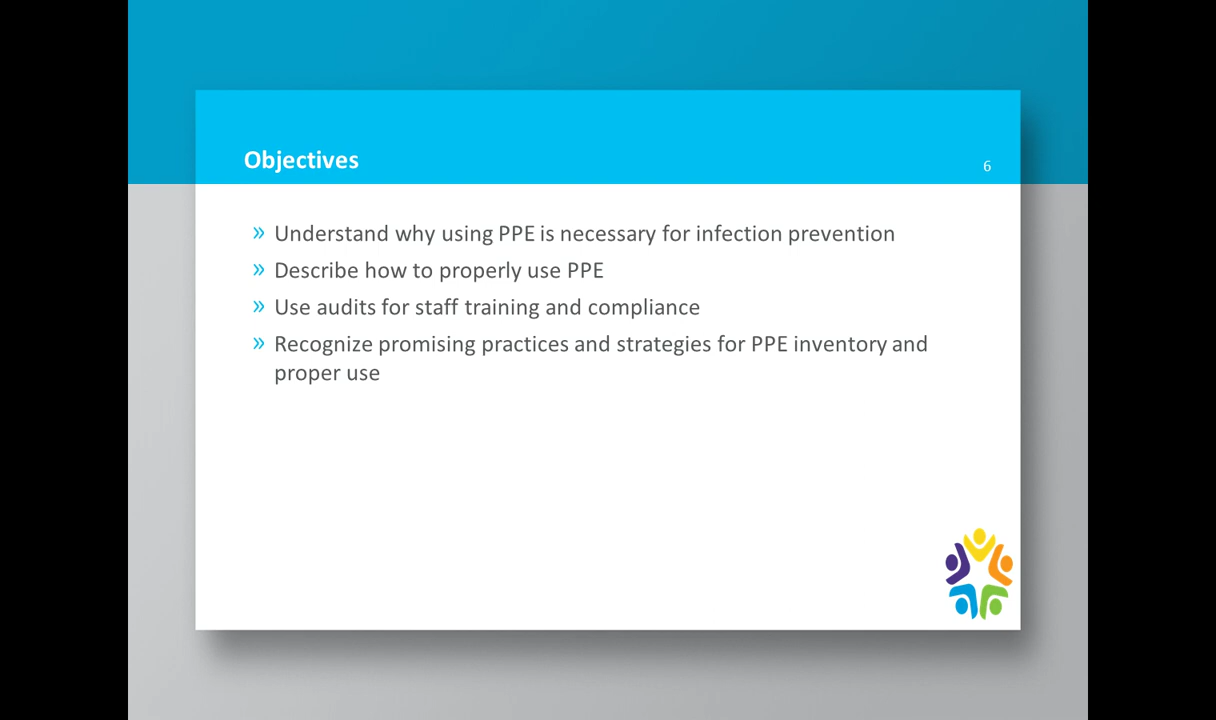 Objectives
6
» Understand why using PPE is necessary for infection prevention
» Describe how to properly use PPE
» Use audits for staff training and compliance
» Recognize promising practices and strategies for PPE inventory and
proper use